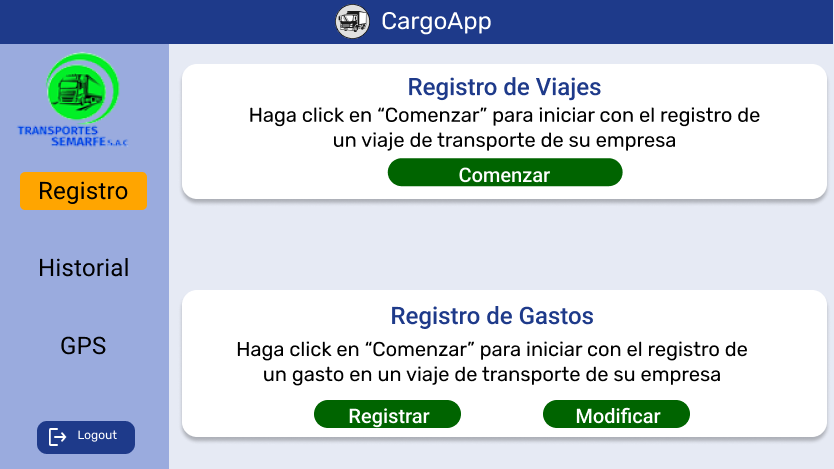 CargoApp
TRANSPORTES
SEMARFE S.A.C
Registro
Historial
GPS
Logout
Registro de Viajes
Haga click en “Comenzar” para iniciar con el registro de
un viaje de transporte de su empresa
Comenzar
Registro de Gastos
Haga click en “Comenzar” para iniciar con el registro de
un gasto en un viaje de transporte de su empresa
Registrar
Modificar